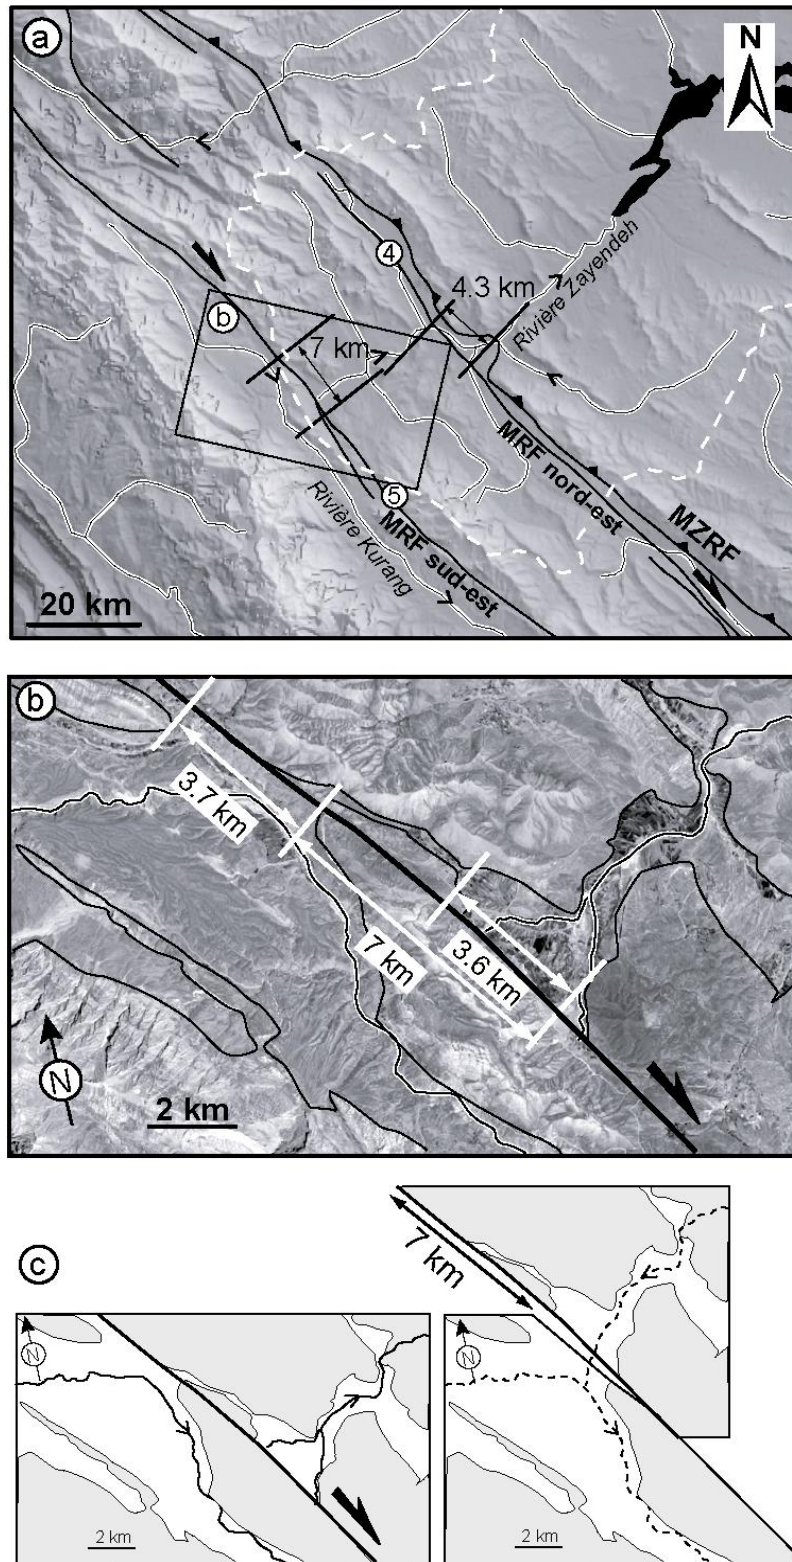 a
N
4
4.3 km
Rivière Zayendeh
b
7 km
MRF nord-est
MZRF
5
MRF sud-est
Rivière Kurang
20 km
b
3.7 km
7 km
3.6 km
N
2 km
c
7 km
N
N
2 km
2 km